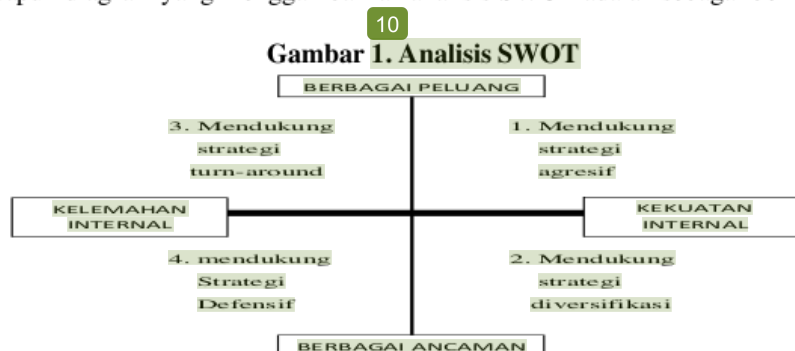 10
Gambar 1. Analisis SWOT
BERBAGAI PELUANG
3. Mendukung
strategi
turn-around
1. Mendukung
strategi
agresif
KELEMAHAN
INTERNAL
KEKUATAN
INTERNAL
4. mendukung
Strategi
Defensif
2. Mendukung
strategi
diversifikasi
BERBAGAI ANCAMAN